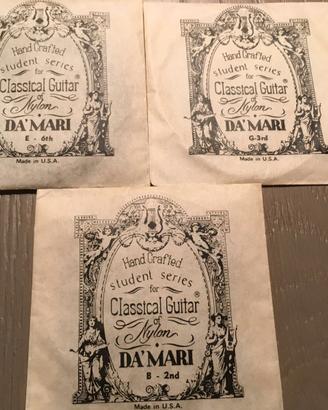 Hand Crafted
student series
for
Classical Guitar ®
of
Nylon
DA'MARI
E - 6th
Made in U.S.A.
Hand Crafted
student series
for
Classical Guitar ®
of
Nylon
DA'MARI
G-3rd
Made in U.S.A.
Hand Crafted
student series
for
Classical Guitar ®
of
Nylon
DA'MARI
B - 2nd
Made in U.S.A.